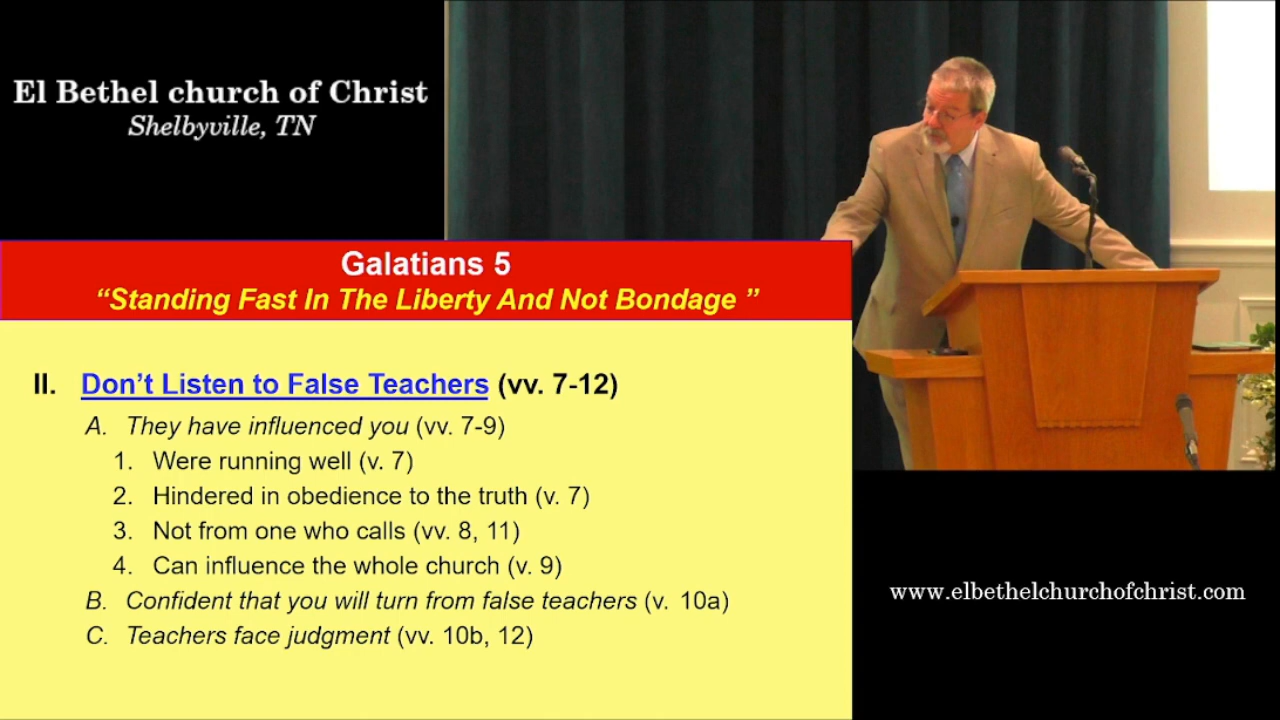 El Bethel church of Christ
Shelbyville, TN
Galatians 5
“Standing Fast In The Liberty And Not Bondage ”
II. Don’t Listen to False Teachers (vv. 7-12)
A. They have influenced you (vv. 7-9)
1. Were running well (v. 7)
2. Hindered in obedience to the truth (v. 7)
3. Not from one who calls (vv. 8, 11)
4. Can influence the whole church (v. 9)
B. Confident that you will turn from false teachers (v. 10a)
C. Teachers face judgment (vv. 10b, 12)
www.elbethelchurchofchrist.com